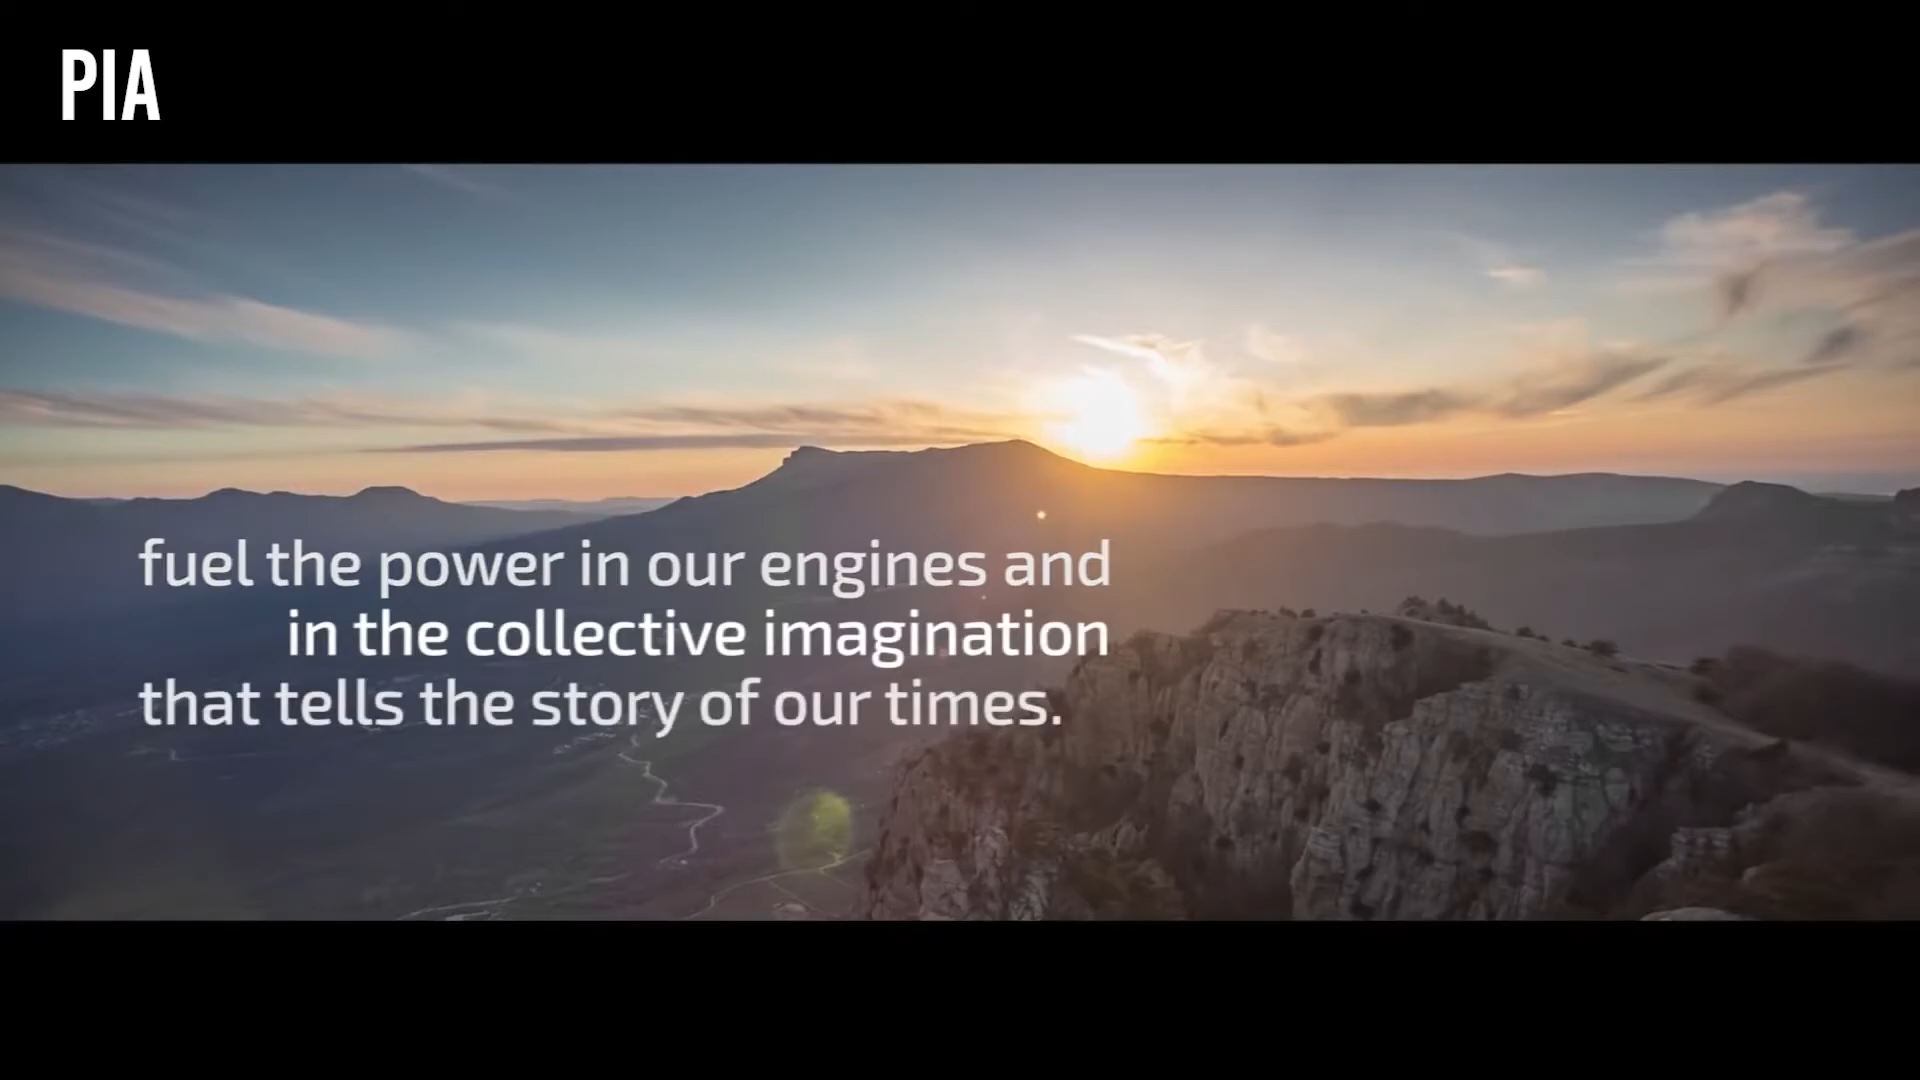 PIA
fuel the power in our engines and
in the collective imagination
that tells the story of our times.